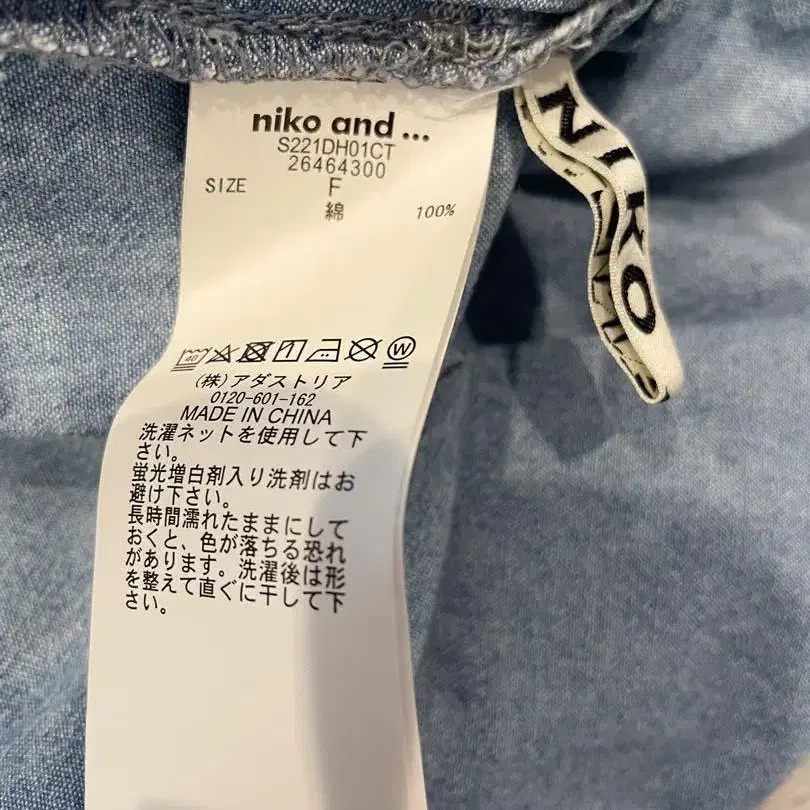 niko and ...
S221DH01CT
26464300
SIZE F
綿 100%
40 W
(株)アダストリア
0120-601-162
MADE IN CHINA
洗濯ネットを使用して下
さい。
蛍光増白剤入り洗剤はお
避け下さい。
長時間濡れたままにして
おくと、色が落ちる恐れ
があります。洗濯後は形
を整えて直ぐに干して下
さい。
NIKO